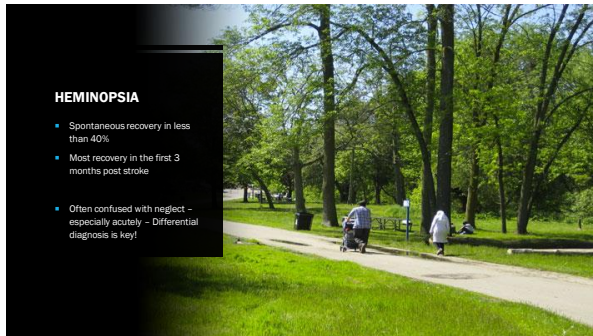 HEMINOPSIA
▪ Spontaneous recovery in less
than 40%
▪ Most recovery in the first 3
months post stroke
▪ Often confused with neglect –
especially acutely – Differential
diagnosis is key!